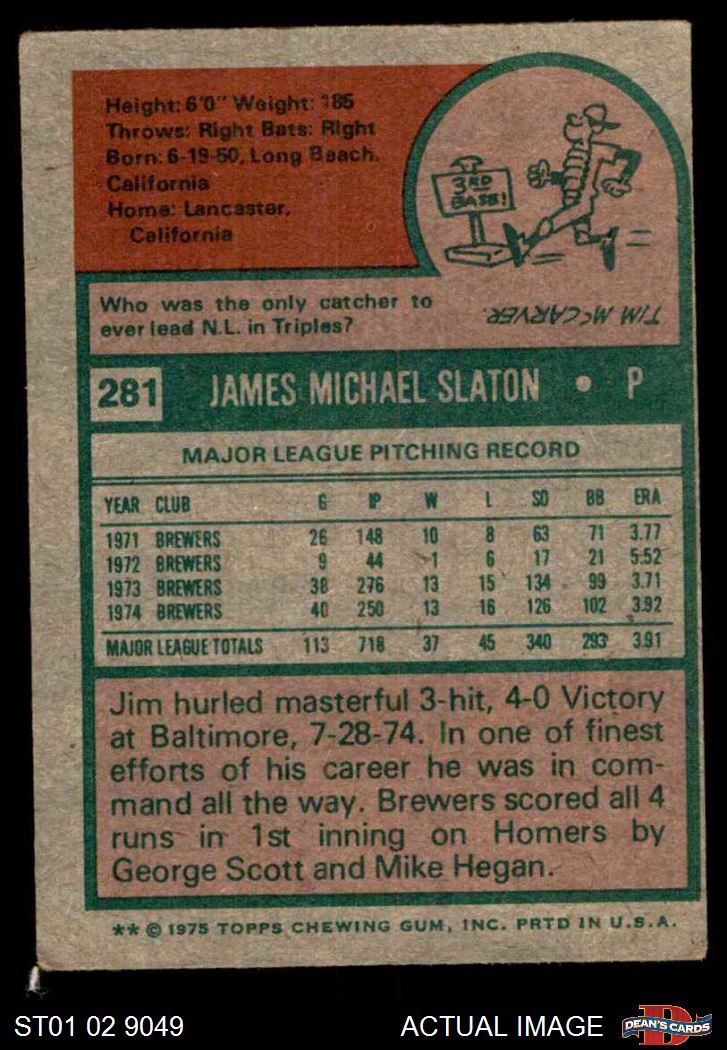 Height: 6'0" Weight: 185
Throws: Right Bats: Right
Born: 6-19-50, Long Beach,
California
Home: Lancaster,
California
3RD
BASE!
Who was the only catcher to
ever lead N.L. in Triples?
TIM McCARVER.
281 JAMES MICHAEL SLATON • P
MAJOR LEAGUE PITCHING RECORD
YEAR CLUB G IP W L SO BB ERA
1971 BREWERS 26 148 10 8 63 71 3.77
1972 BREWERS 9 44 1 6 17 21 5.52
1973 BREWERS 38 276 13 15 134 99 3.71
1974 BREWERS 40 250 13 16 126 102 3.92
MAJOR LEAGUE TOTALS 113 718 37 45 340 293 3.91
Jim hurled masterful 3-hit, 4-0 Victory
at Baltimore, 7-28-74. In one of finest
efforts of his career he was in com-
mand all the way. Brewers scored all 4
runs in 1st inning on Homers by
George Scott and Mike Hegan.
** © 1975 TOPPS CHEWING GUM, INC. PRTD IN U.S.A.
ST01 02 9049 ACTUAL IMAGE D
DEAN'S CARDS